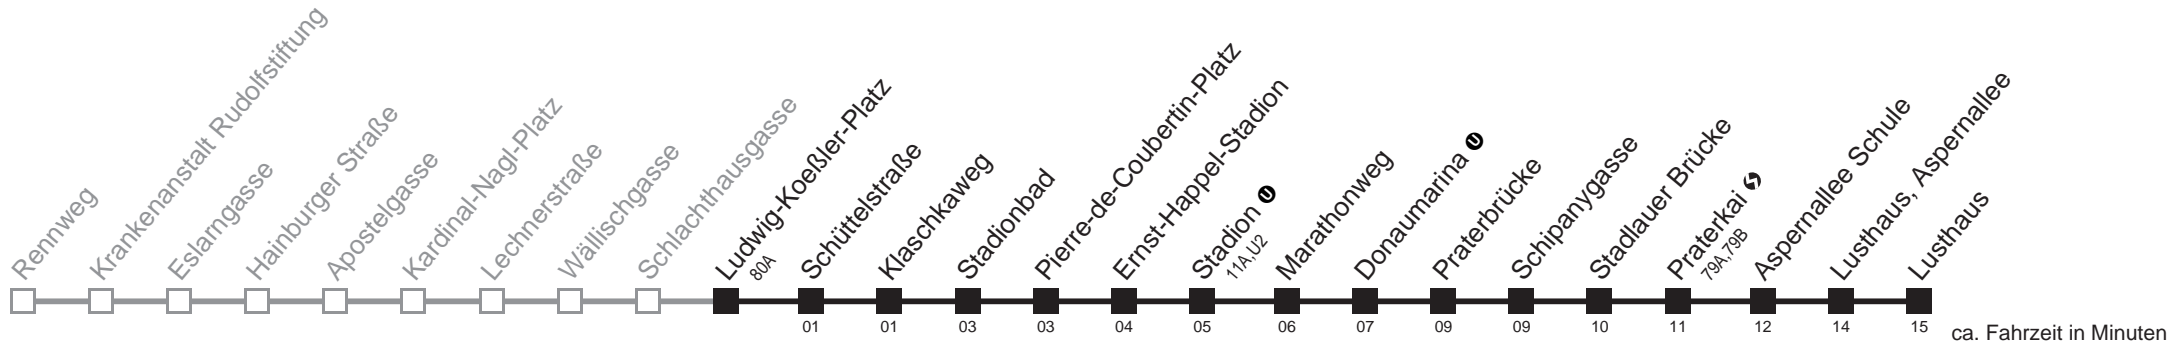 Rennweg
Krankenanstalt Rudolfstiftung
Eslarngasse
Hainburger Straße
Apostelgasse
Kardinal-Nagl-Platz
Lechnerstraße
Wällischgasse
Schlachthausgasse
Ludwig-Koeßler-Platz
80A
Schüttelstraße
Klaschkaweg
Stadionbad
Pierre-de-Coubertin-Platz
Ernst-Happel-Stadion
Stadion U
11A,U2
Marathonweg
Donaumarina U
Praterbrücke
Schipanygasse
Stadlauer Brücke
Praterkai
79A,79B
Aspernallee Schule
Lusthaus, Aspernallee
Lusthaus
01 01 03 03 04 05 06 07 09 09 10 11 12 14 15 ca. Fahrzeit in Minuten